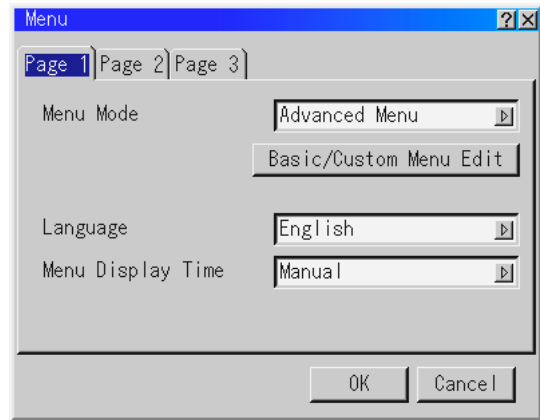 Menu
Page 1 Page 2 Page 3
Menu Mode Advanced Menu
Basic/Custom Menu Edit
Language English
Menu Display Time Manual
OK Cancel